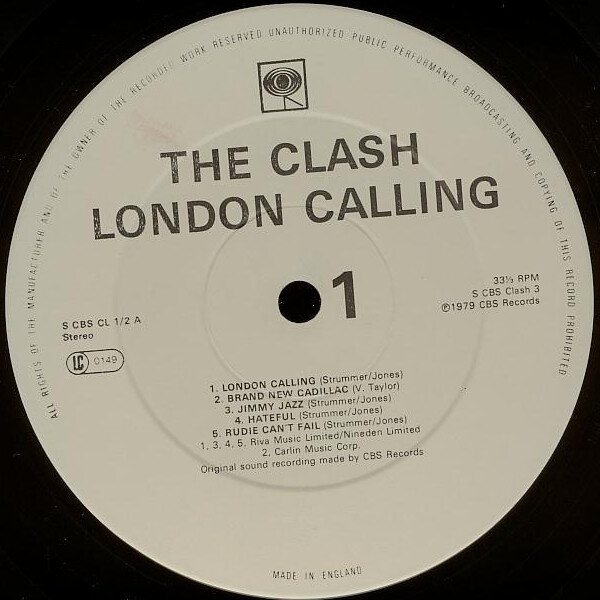 ALL RIGHTS OF THE MANUFACTURER AND OF THE OWNER OF THE RECORDED WORK RESERVED UNAUTHORIZED PUBLIC PERFORMANCE BROADCASTING AND COPYING OF THIS RECORD PROHIBITED
THE CLASH
LONDON CALLING
1
33⅓ RPM
S CBS Clash 3
℗1979 CBS Records
S CBS CL 1/2 A
Stereo
LC 0149
1. LONDON CALLING (Strummer/Jones)
2. BRAND NEW CADILLAC (V. Taylor)
3. JIMMY JAZZ (Strummer/Jones)
4. HATEFUL (Strummer/Jones)
5. RUDIE CAN'T FAIL (Strummer/Jones)
1, 3, 4, 5, Riva Music Limited/Nineden Limited
2, Carlin Music Corp.
Original sound recording made by CBS Records
MADE IN ENGLAND